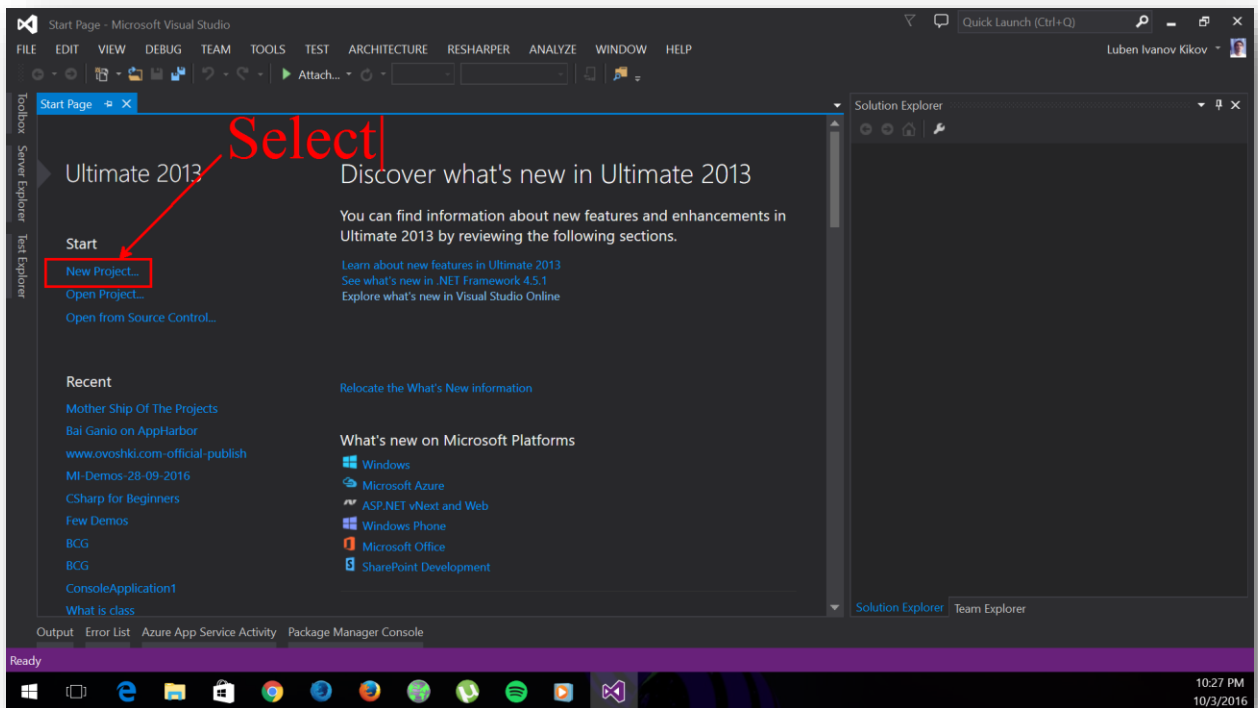 Start Page - Microsoft Visual Studio
Quick Launch (Ctrl+Q)
FILE EDIT VIEW DEBUG TEAM TOOLS TEST ARCHITECTURE RESHARPER ANALYZE WINDOW HELP
Luben Ivanov Kikov
Attach...
Toolbox
Server Explorer
Test Explorer
Start Page
Solution Explorer
Select
Ultimate 2013
Start
New Project...
Open Project...
Open from Source Control...
Recent
Mother Ship Of The Projects
Bai Ganio on AppHarbor
www.ovoshki.com-official-publish
MI-Demos-28-09-2016
CSharp for Beginners
Few Demos
BCG
BCG
ConsoleApplication1
What is class
Discover what's new in Ultimate 2013
You can find information about new features and enhancements in
Ultimate 2013 by reviewing the following sections.
Learn about new features in Ultimate 2013
See what's new in .NET Framework 4.5.1
Explore what's new in Visual Studio Online
Relocate the What's New information
What's new on Microsoft Platforms
Windows
Microsoft Azure
ASP.NET vNext and Web
Windows Phone
Microsoft Office
SharePoint Development
Solution Explorer Team Explorer
Output Error List Azure App Service Activity Package Manager Console
Ready
10:27 PM
10/3/2016